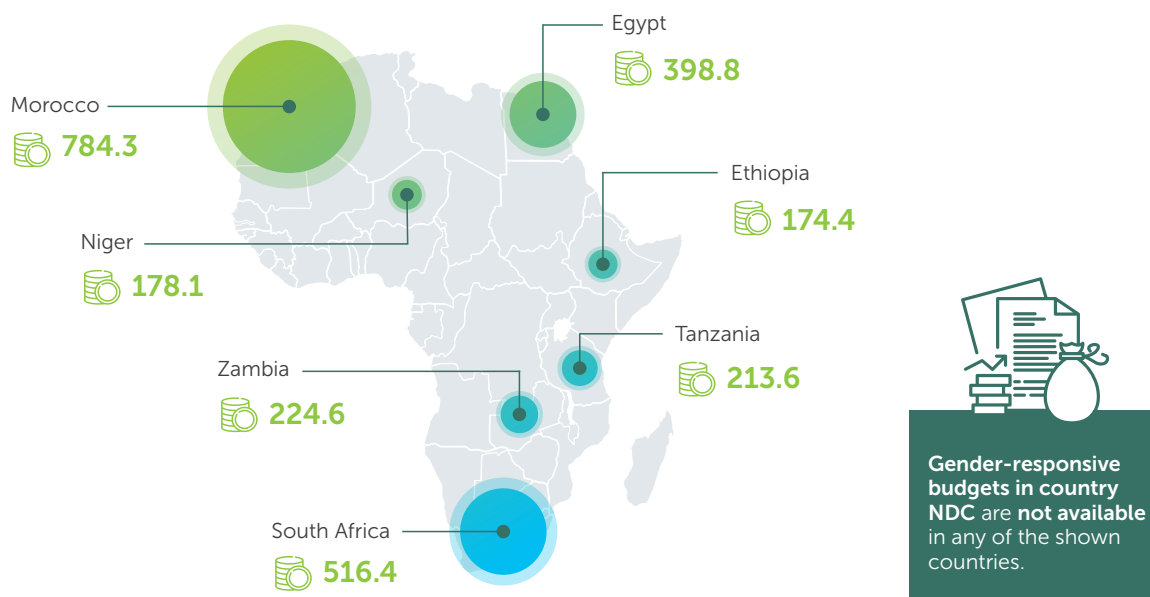 Egypt
398.8
Morocco
784.3
Ethiopia
174.4
Niger
178.1
Tanzania
213.6
Zambia
224.6
South Africa
516.4
Gender-responsive
budgets in country
NDC are not available
in any of the shown
countries.